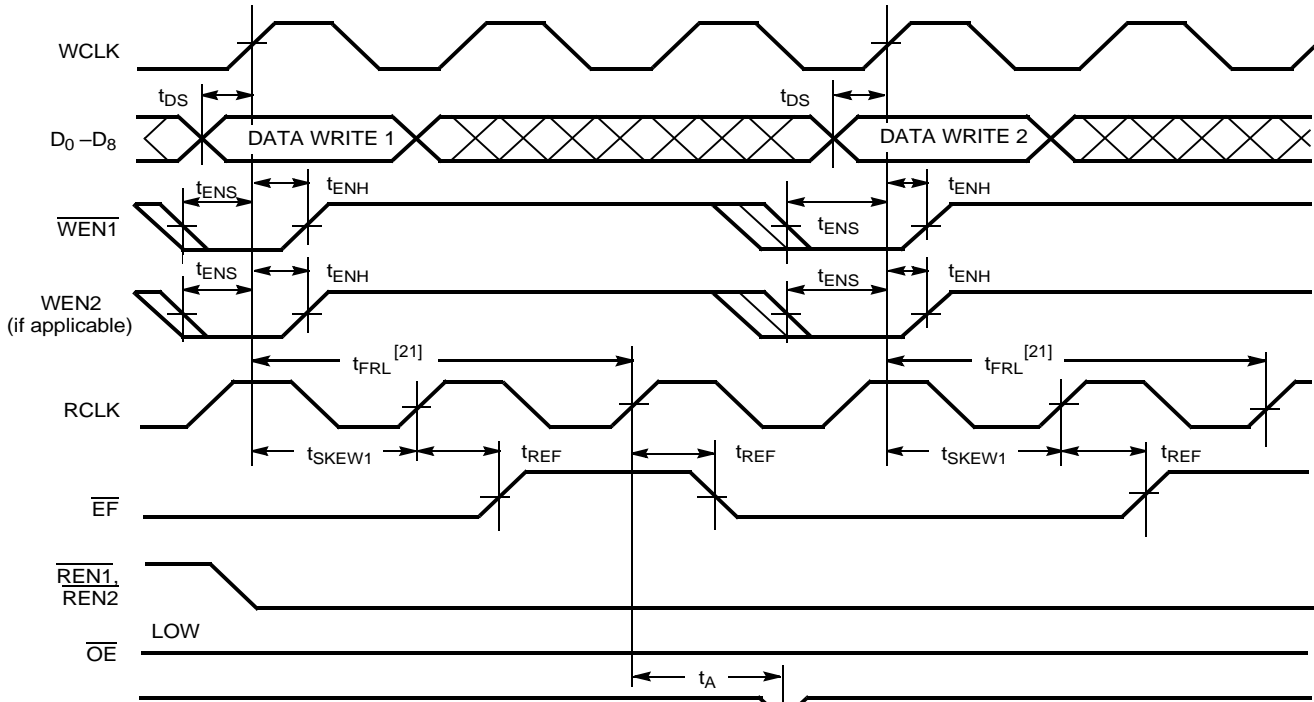 WCLK
tDS tDS
D0 –D8 DATA WRITE 1 DATA WRITE 2
tENS tENH tENS tENH
WEN1
tENS tENH tENS tENH
WEN2
(if applicable)
tFRL[21] tFRL[21]
RCLK
tSKEW1 tREF tREF tSKEW1 tREF
EF
REN1,
REN2
LOW
OE
tA